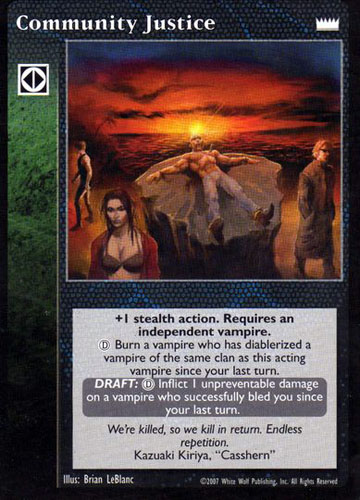 Community Justice
+1 stealth action. Requires an
independent vampire.
Ⓓ Burn a vampire who has diablerized a
vampire of the same clan as this acting
vampire since your last turn.
DRAFT: Ⓓ Inflict 1 unpreventable damage
on a vampire who successfully bled you since
your last turn.
We're killed, so we kill in return. Endless
repetition.
Kazuaki Kiriya, "Casshern"
Illus: Brian LeBlanc
©2007 White Wolf Publishing, Inc. All Rights Reserved